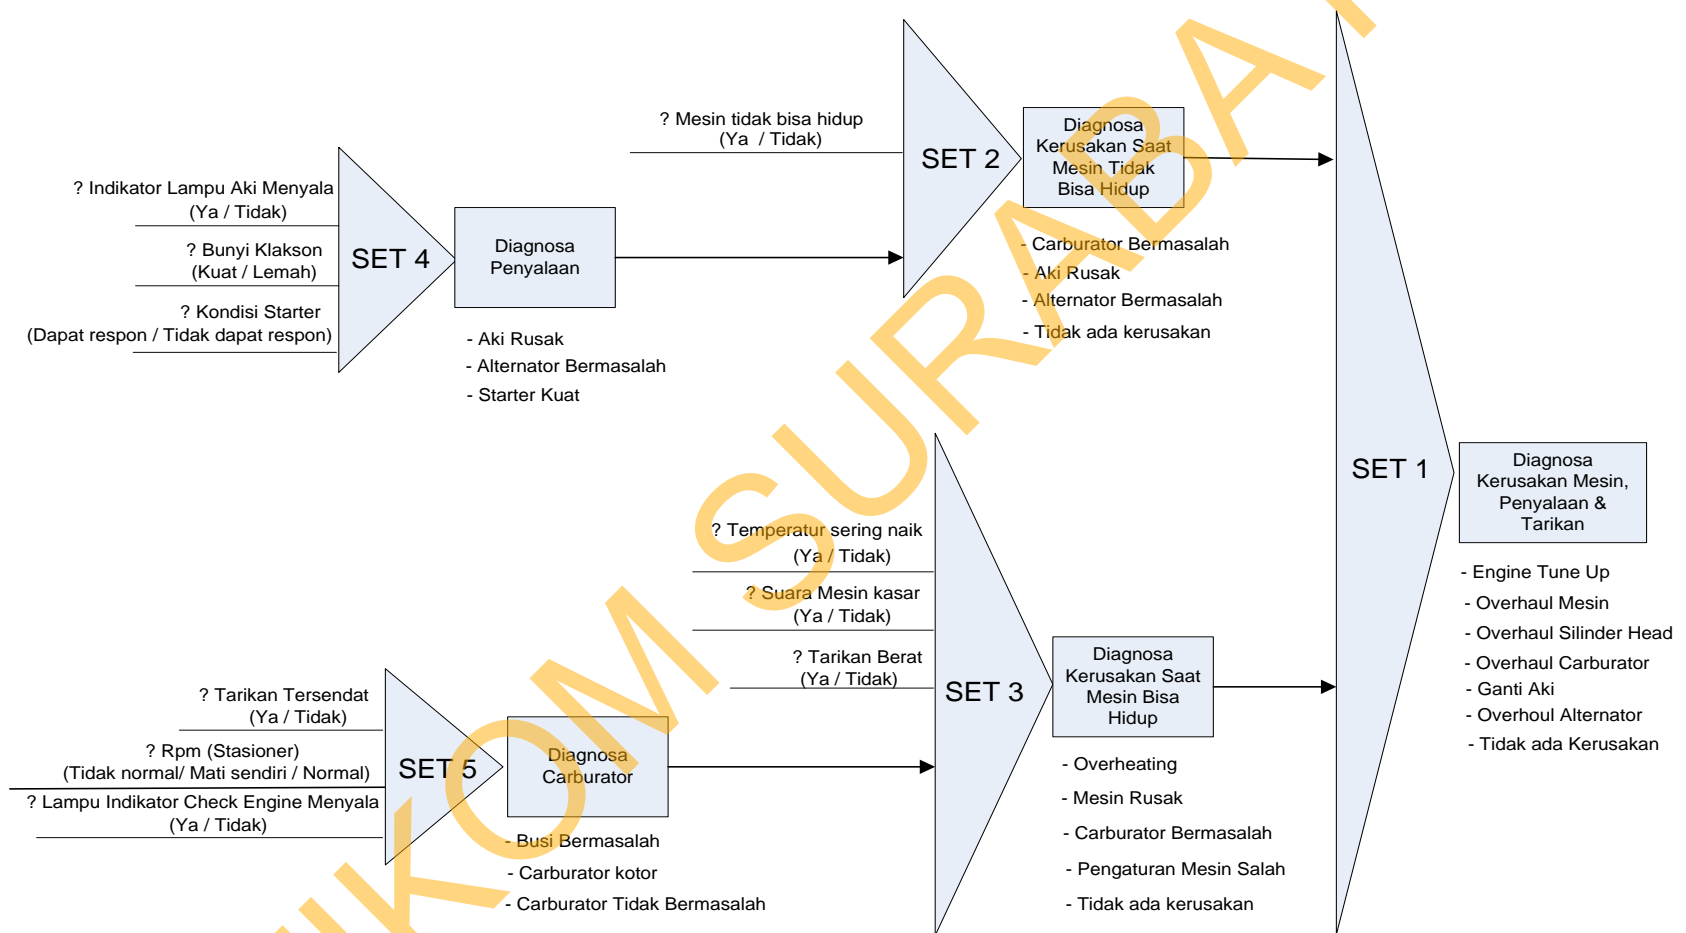 ? Mesin tidak bisa hidup
(Ya / Tidak)
SET 2
Diagnosa
Kerusakan Saat
Mesin Tidak
Bisa Hidup
- Carburator Bermasalah
- Aki Rusak
- Alternator Bermasalah
- Tidak ada kerusakan
? Indikator Lampu Aki Menyala
(Ya / Tidak)
? Bunyi Klakson
(Kuat / Lemah)
? Kondisi Starter
(Dapat respon / Tidak dapat respon)
SET 4
Diagnosa
Penyalaan
- Aki Rusak
- Alternator Bermasalah
- Starter Kuat
SET 1
Diagnosa
Kerusakan Mesin,
Penyalaan &
Tarikan
- Engine Tune Up
- Overhaul Mesin
- Overhaul Silinder Head
- Overhaul Carburator
- Ganti Aki
- Overhoul Alternator
- Tidak ada Kerusakan
? Temperatur sering naik
(Ya / Tidak)
? Suara Mesin kasar
(Ya / Tidak)
? Tarikan Berat
(Ya / Tidak)
SET 3
Diagnosa
Kerusakan Saat
Mesin Bisa
Hidup
- Overheating
- Mesin Rusak
- Carburator Bermasalah
- Pengaturan Mesin Salah
- Tidak ada kerusakan
? Tarikan Tersendat
(Ya / Tidak)
? Rpm (Stasioner)
(Tidak normal/ Mati sendiri / Normal)
? Lampu Indikator Check Engine Menyala
(Ya / Tidak)
SET 5
Diagnosa
Carburator
- Busi Bermasalah
- Carburator kotor
- Carburator Tidak Bermasalah
IKOM SURABAY